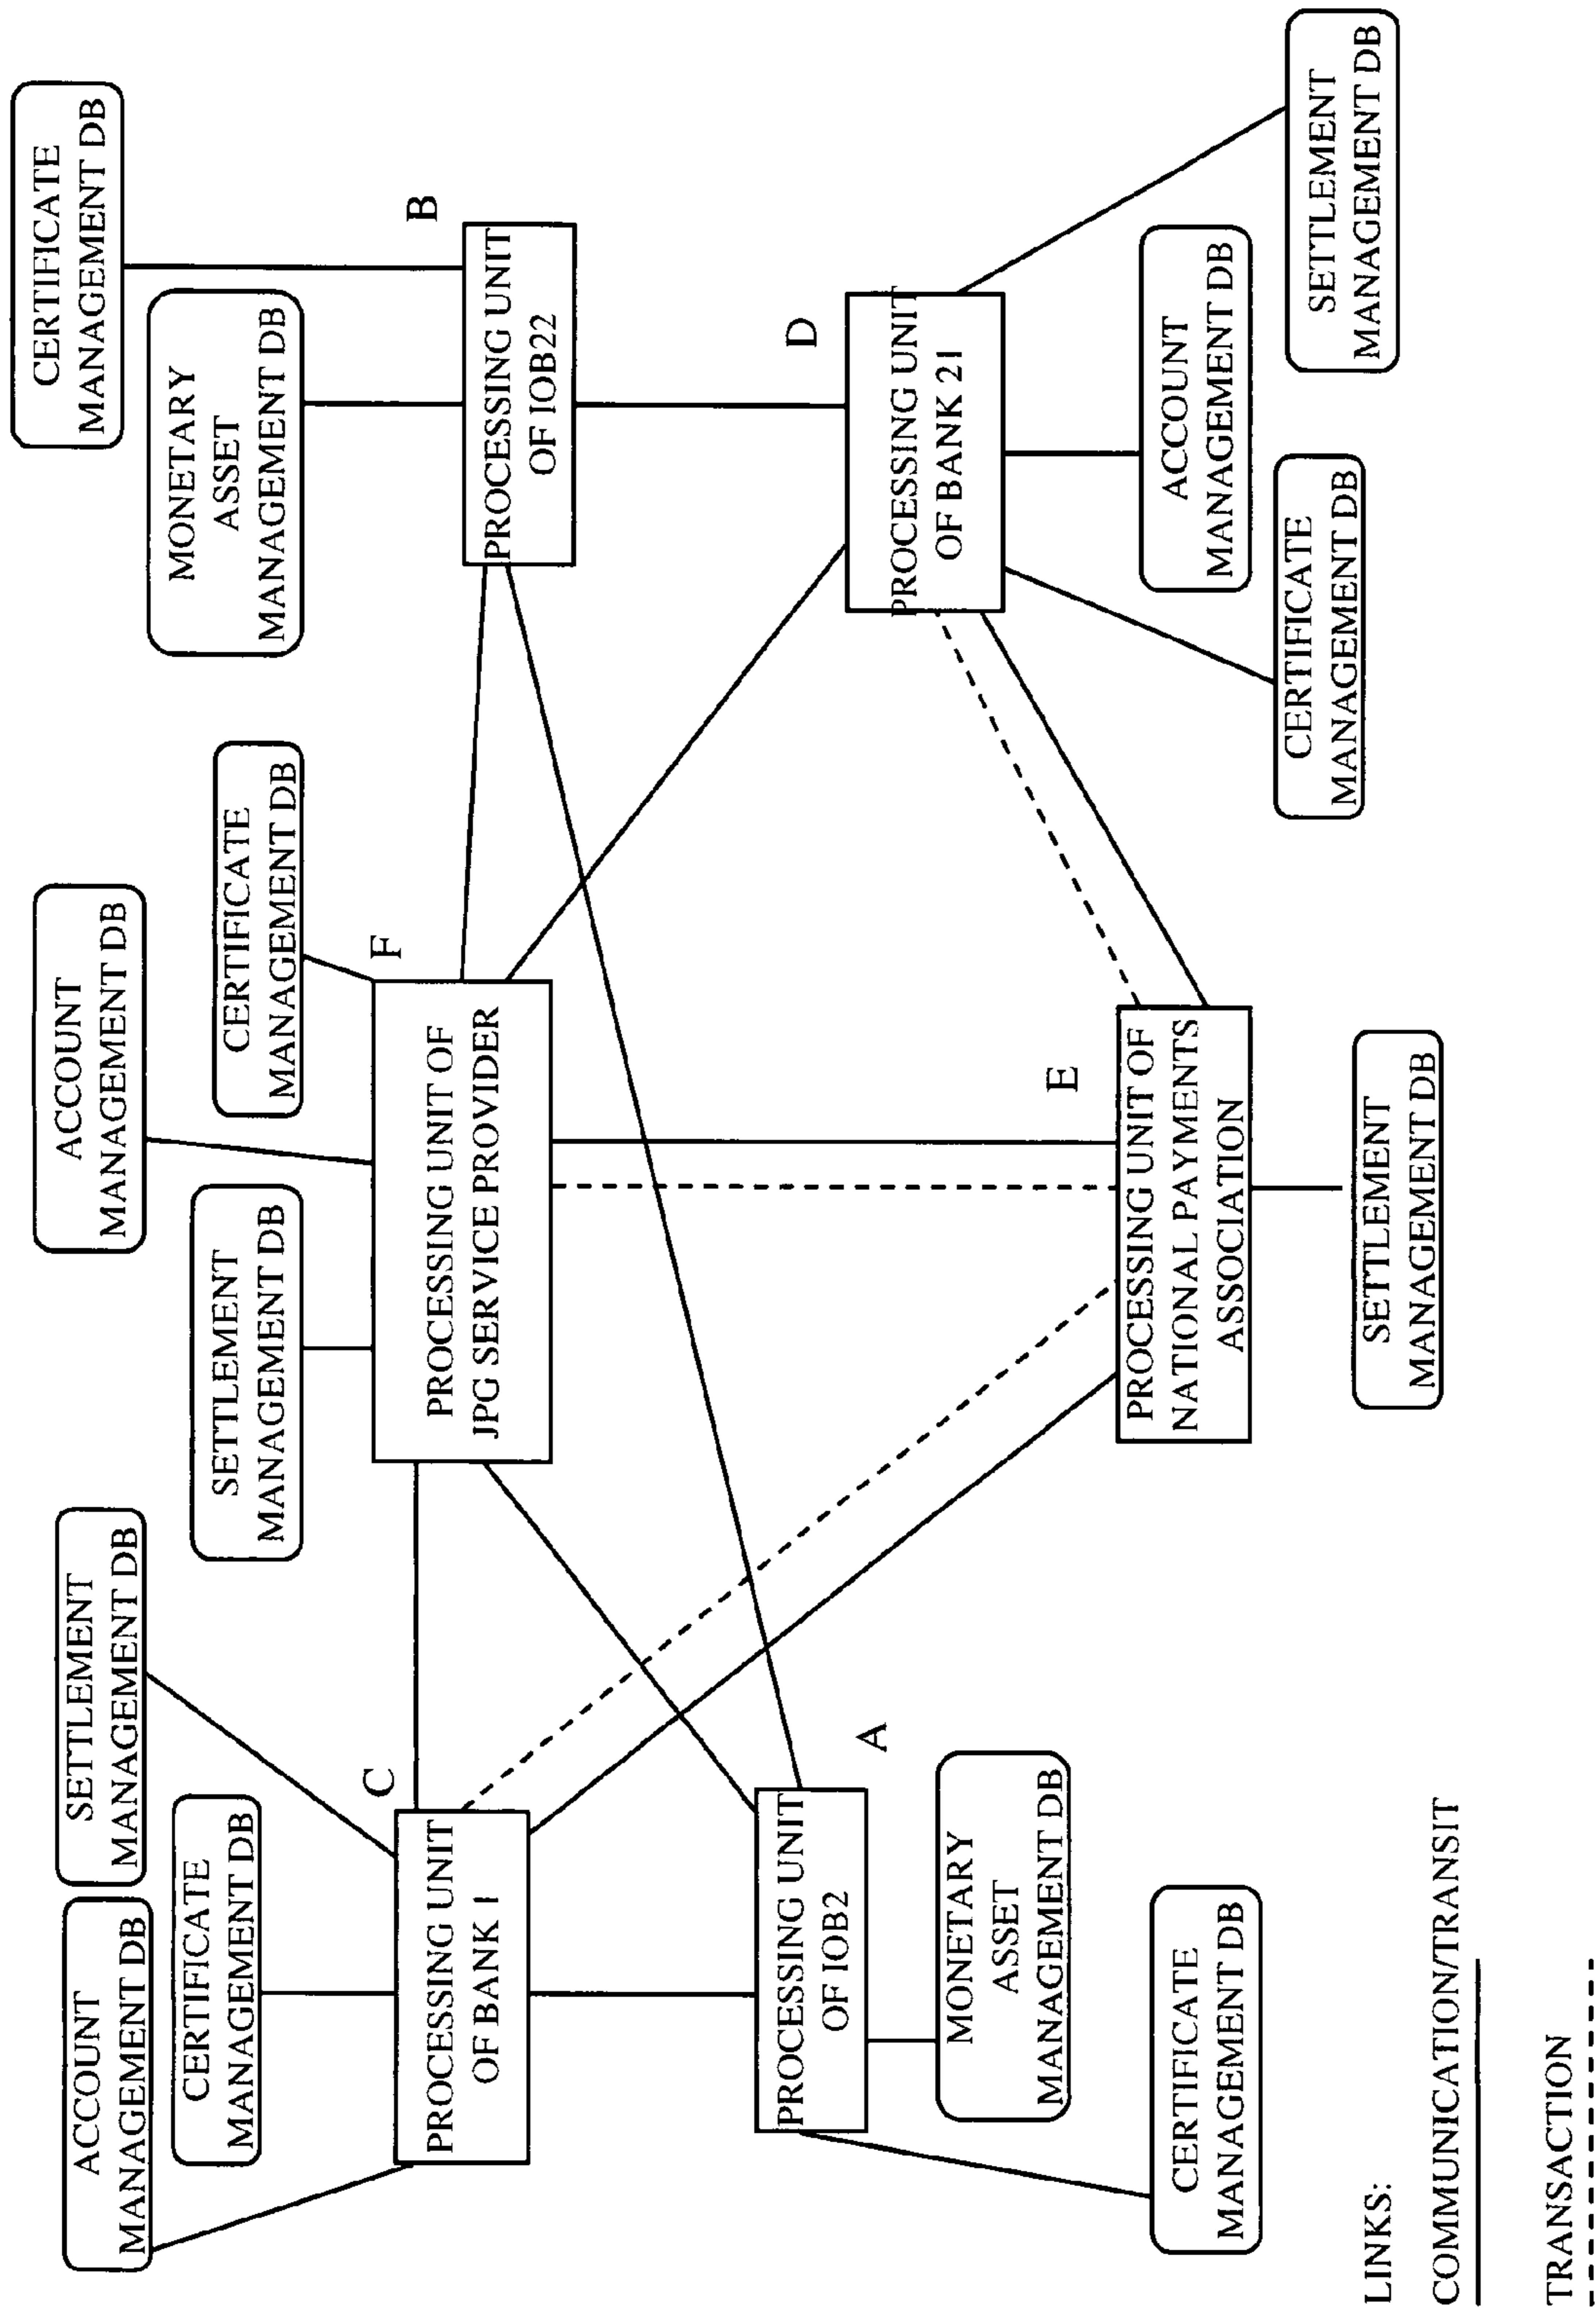 ACCOUNT
MANAGEMENT DB
SETTLEMENT
MANAGEMENT DB
CERTIFICATE
MANAGEMENT DB
C
PROCESSING UNIT
OF BANK 1
ACCOUNT
MANAGEMENT DB
SETTLEMENT
MANAGEMENT DB
CERTIFICATE
MANAGEMENT DB
F
PROCESSING UNIT OF
JPG SERVICE PROVIDER
CERTIFICATE
MANAGEMENT DB
MONETARY
ASSET
MANAGEMENT DB
B
PROCESSING UNIT
OF IOB22
PROCESSING UNIT
OF IOB2
A
MONETARY
ASSET
MANAGEMENT DB
CERTIFICATE
MANAGEMENT DB
E
PROCESSING UNIT OF
NATIONAL PAYMENTS
ASSOCIATION
SETTLEMENT
MANAGEMENT DB
D
PROCESSING UNIT
OF BANK 21
ACCOUNT
MANAGEMENT DB
CERTIFICATE
MANAGEMENT DB
SETTLEMENT
MANAGEMENT DB
LINKS:
COMMUNICATION/TRANSIT
TRANSACTION